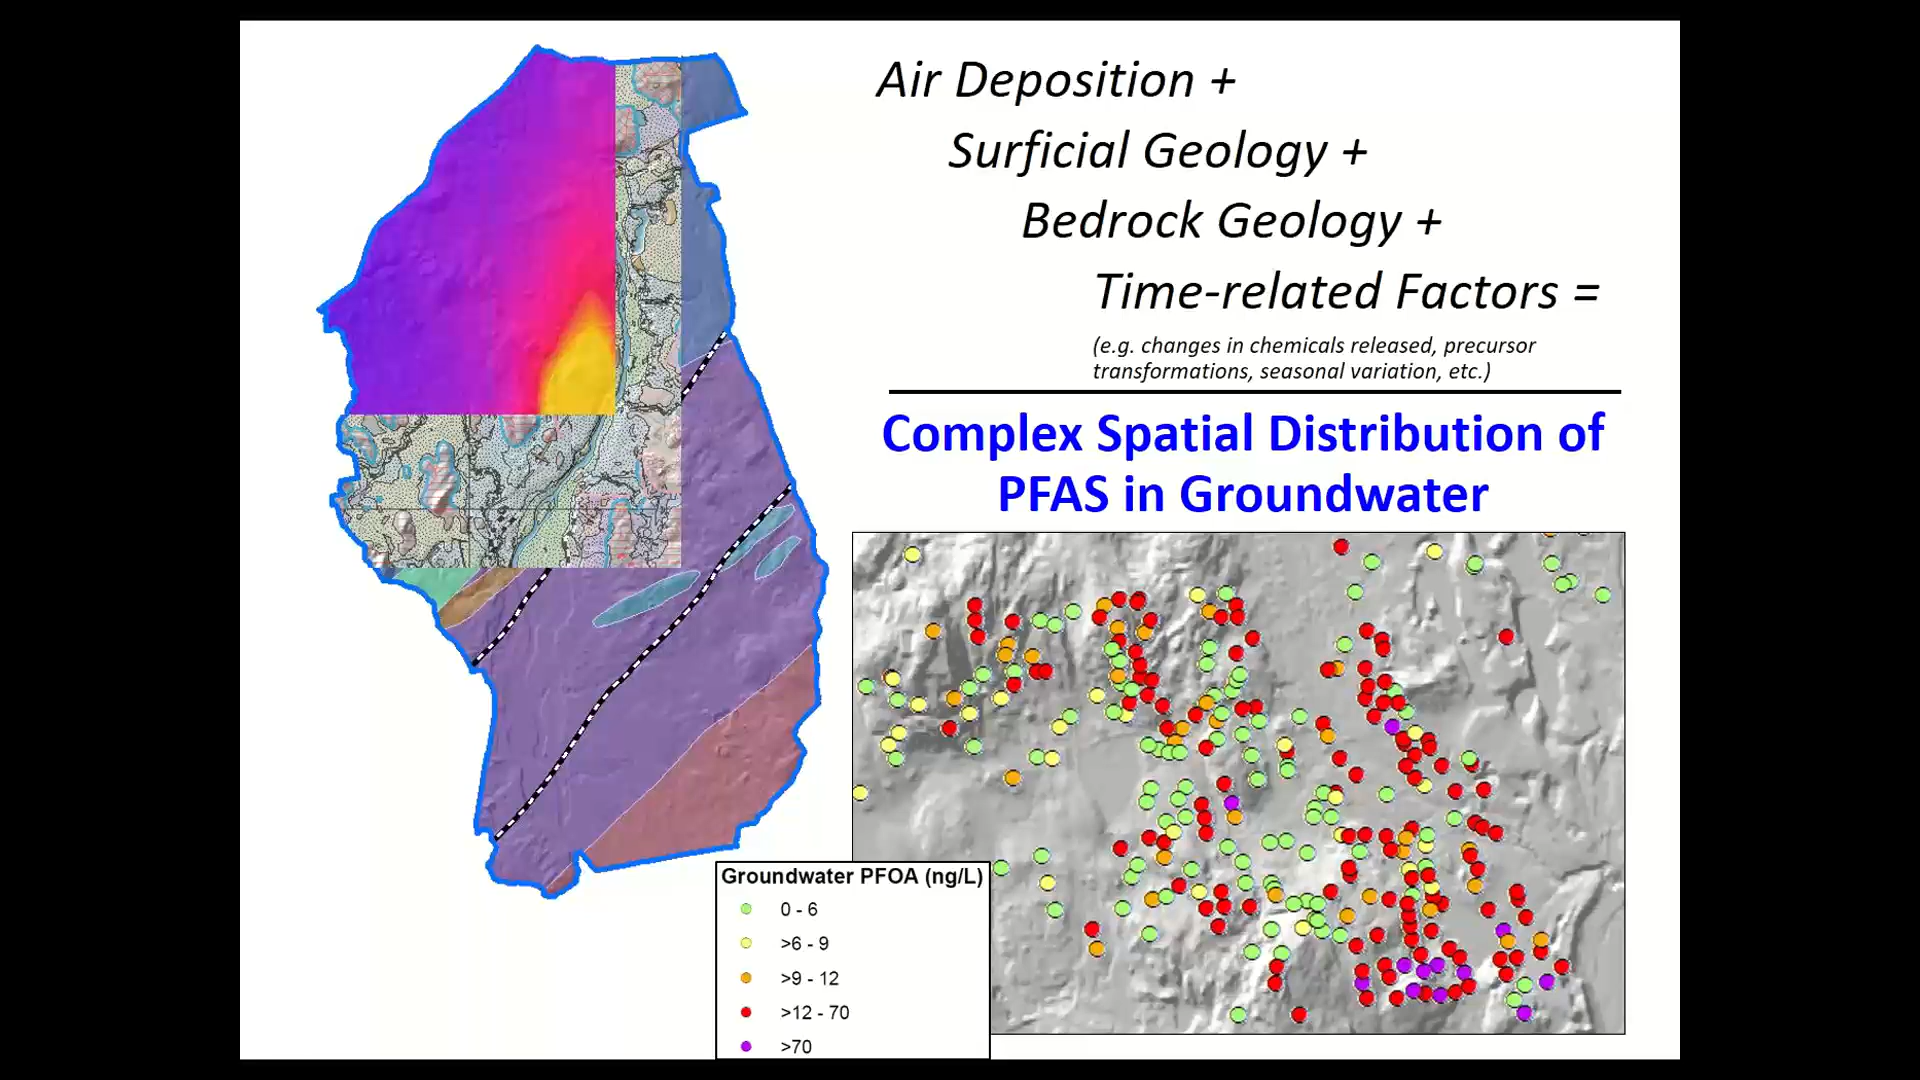 Air Deposition +
Surficial Geology +
Bedrock Geology +
Time-related Factors =
(e.g. changes in chemicals released, precursor
transformations, seasonal variation, etc.)
Complex Spatial Distribution of
PFAS in Groundwater
Groundwater PFOA (ng/L)
0 - 6
>6 - 9
>9 - 12
>12 - 70
>70